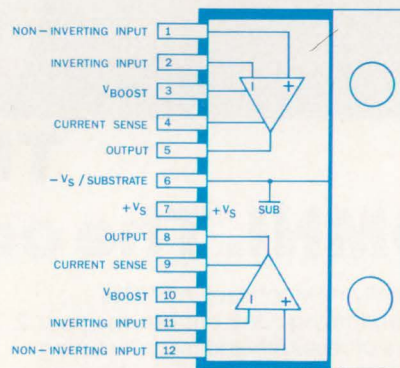 NON–INVERTING INPUT 1
INVERTING INPUT 2
VBOOST 3
CURRENT SENSE 4
OUTPUT 5
–VS / SUBSTRATE 6
+VS 7 +VS SUB
OUTPUT 8
CURRENT SENSE 9
VBOOST 10
INVERTING INPUT 11
NON–INVERTING INPUT 12
– +
– +